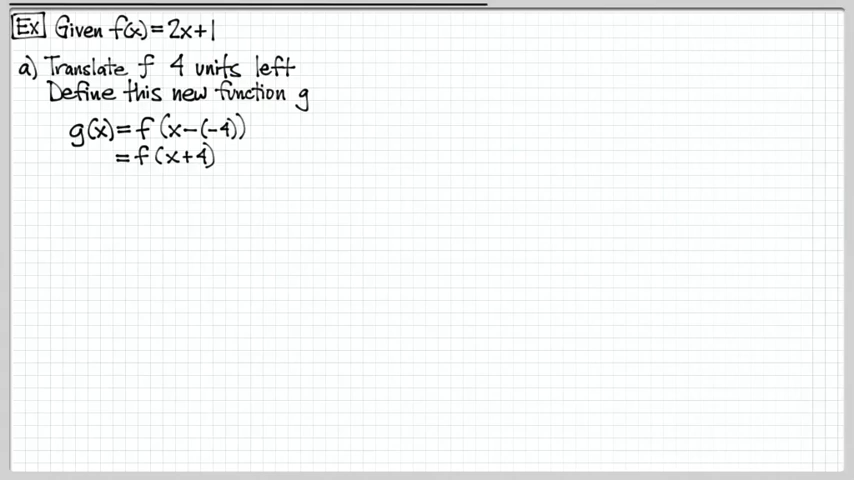 Ex Given f(x)=2x+1
a) Translate f 4 units left
Define this new function g
g(x)=f(x-(-4))
=f(x+4)